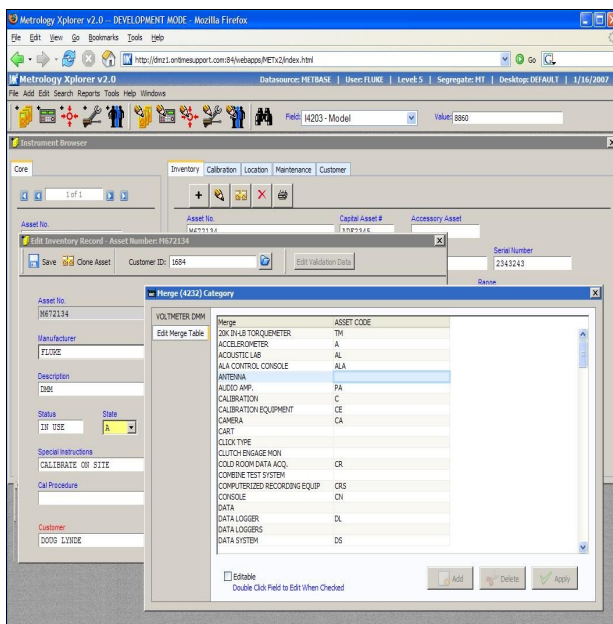 Metrology Xplorer v2.0 -- DEVELOPMENT MODE - Mozilla Firefox
File Edit View Go Bookmarks Tools Help
http://dmz1.ontimesupport.com:84/webapps/METx2/index.html
Go
Metrology Xplorer v2.0
Datasource: METBASE | User: FLUKE | Level: 5 | Segregate: MT | Desktop: DEFAULT | 1/16/2007
File Add Edit Search Reports Tools Help Windows
Field: I4203 - Model Value: 8860
Instrument Browser
Core
Inventory Calibration Location Maintenance Customer
1 of 1
Asset No.
Asset No. Capital Asset # Accessory Asset
M672134
Edit Inventory Record - Asset Number: M672134
Save Clone Asset Customer ID: 1684 Edit Validation Data
Serial Number
2343243
Range
Asset No.
M672134
Manufacturer
FLUKE
Description
DMM
Status State
IN USE A
Special Instructions
CALIBRATE ON SITE
Cal Procedure
Customer
DOUG LYNDE
Merge (4232) Category
VOLTMETER DMM
Edit Merge Table
Merge ASSET CODE
20K IN-LB TORQUEMETER TM
ACCELEROMETER A
ACOUSTIC LAB AL
ALA CONTROL CONSOLE ALA
ANTENNA
AUDIO AMP. PA
CALIBRATION C
CALIBRATION EQUIPMENT CE
CAMERA CA
CART
CLICK TYPE
CLUTCH ENGAGE MON
COLD ROOM DATA ACQ. CR
COMBINE TEST SYSTEM
COMPUTERIZED RECORDING EQUIP CRS
CONSOLE CN
DATA
DATA LOGGER DL
DATA LOGGERS
DATA SYSTEM DS
Editable
Double Click Field to Edit When Checked
Add Delete Apply